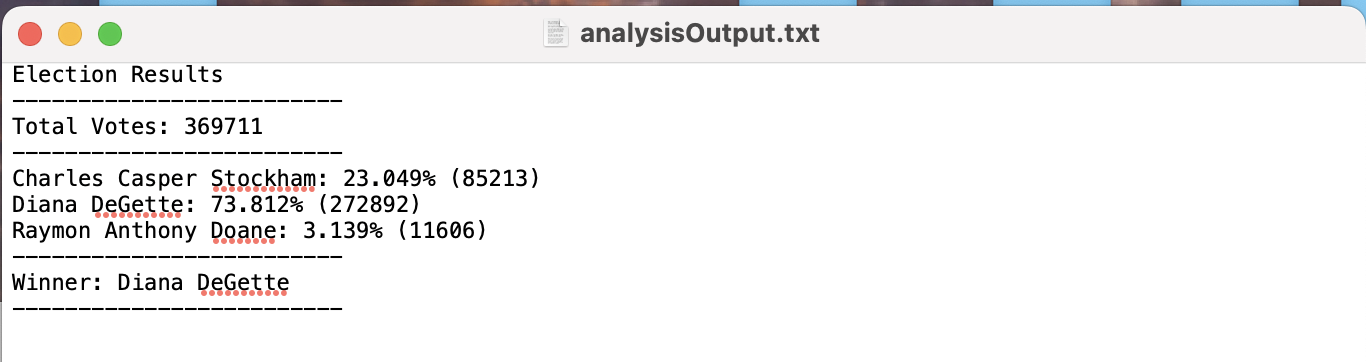 analysisOutput.txt
Election Results
-------------------------
Total Votes: 369711
-------------------------
Charles Casper Stockham: 23.049% (85213)
Diana DeGette: 73.812% (272892)
Raymon Anthony Doane: 3.139% (11606)
-------------------------
Winner: Diana DeGette
-------------------------